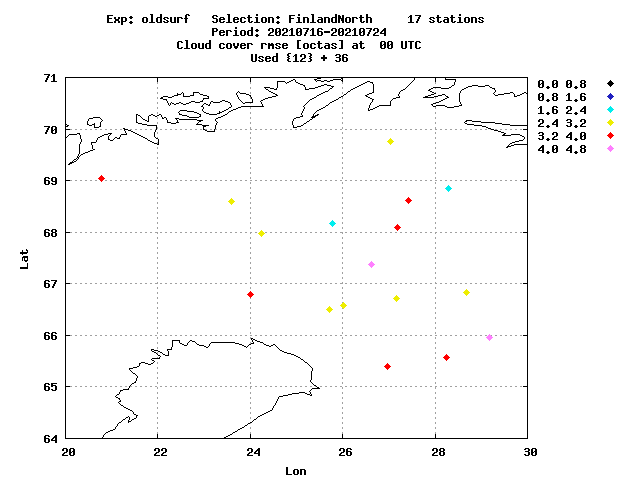 Exp: oldsurf   Selection: FinlandNorth     17 stations
Period: 20210716-20210724
Cloud cover rmse [octas] at  00 UTC
Used {12} + 36
0.0 0.8
0.8 1.6
1.6 2.4
2.4 3.2
3.2 4.0
4.0 4.8
71
70
69
68
67
66
65
64
Lat
20 22 24 26 28 30
Lon